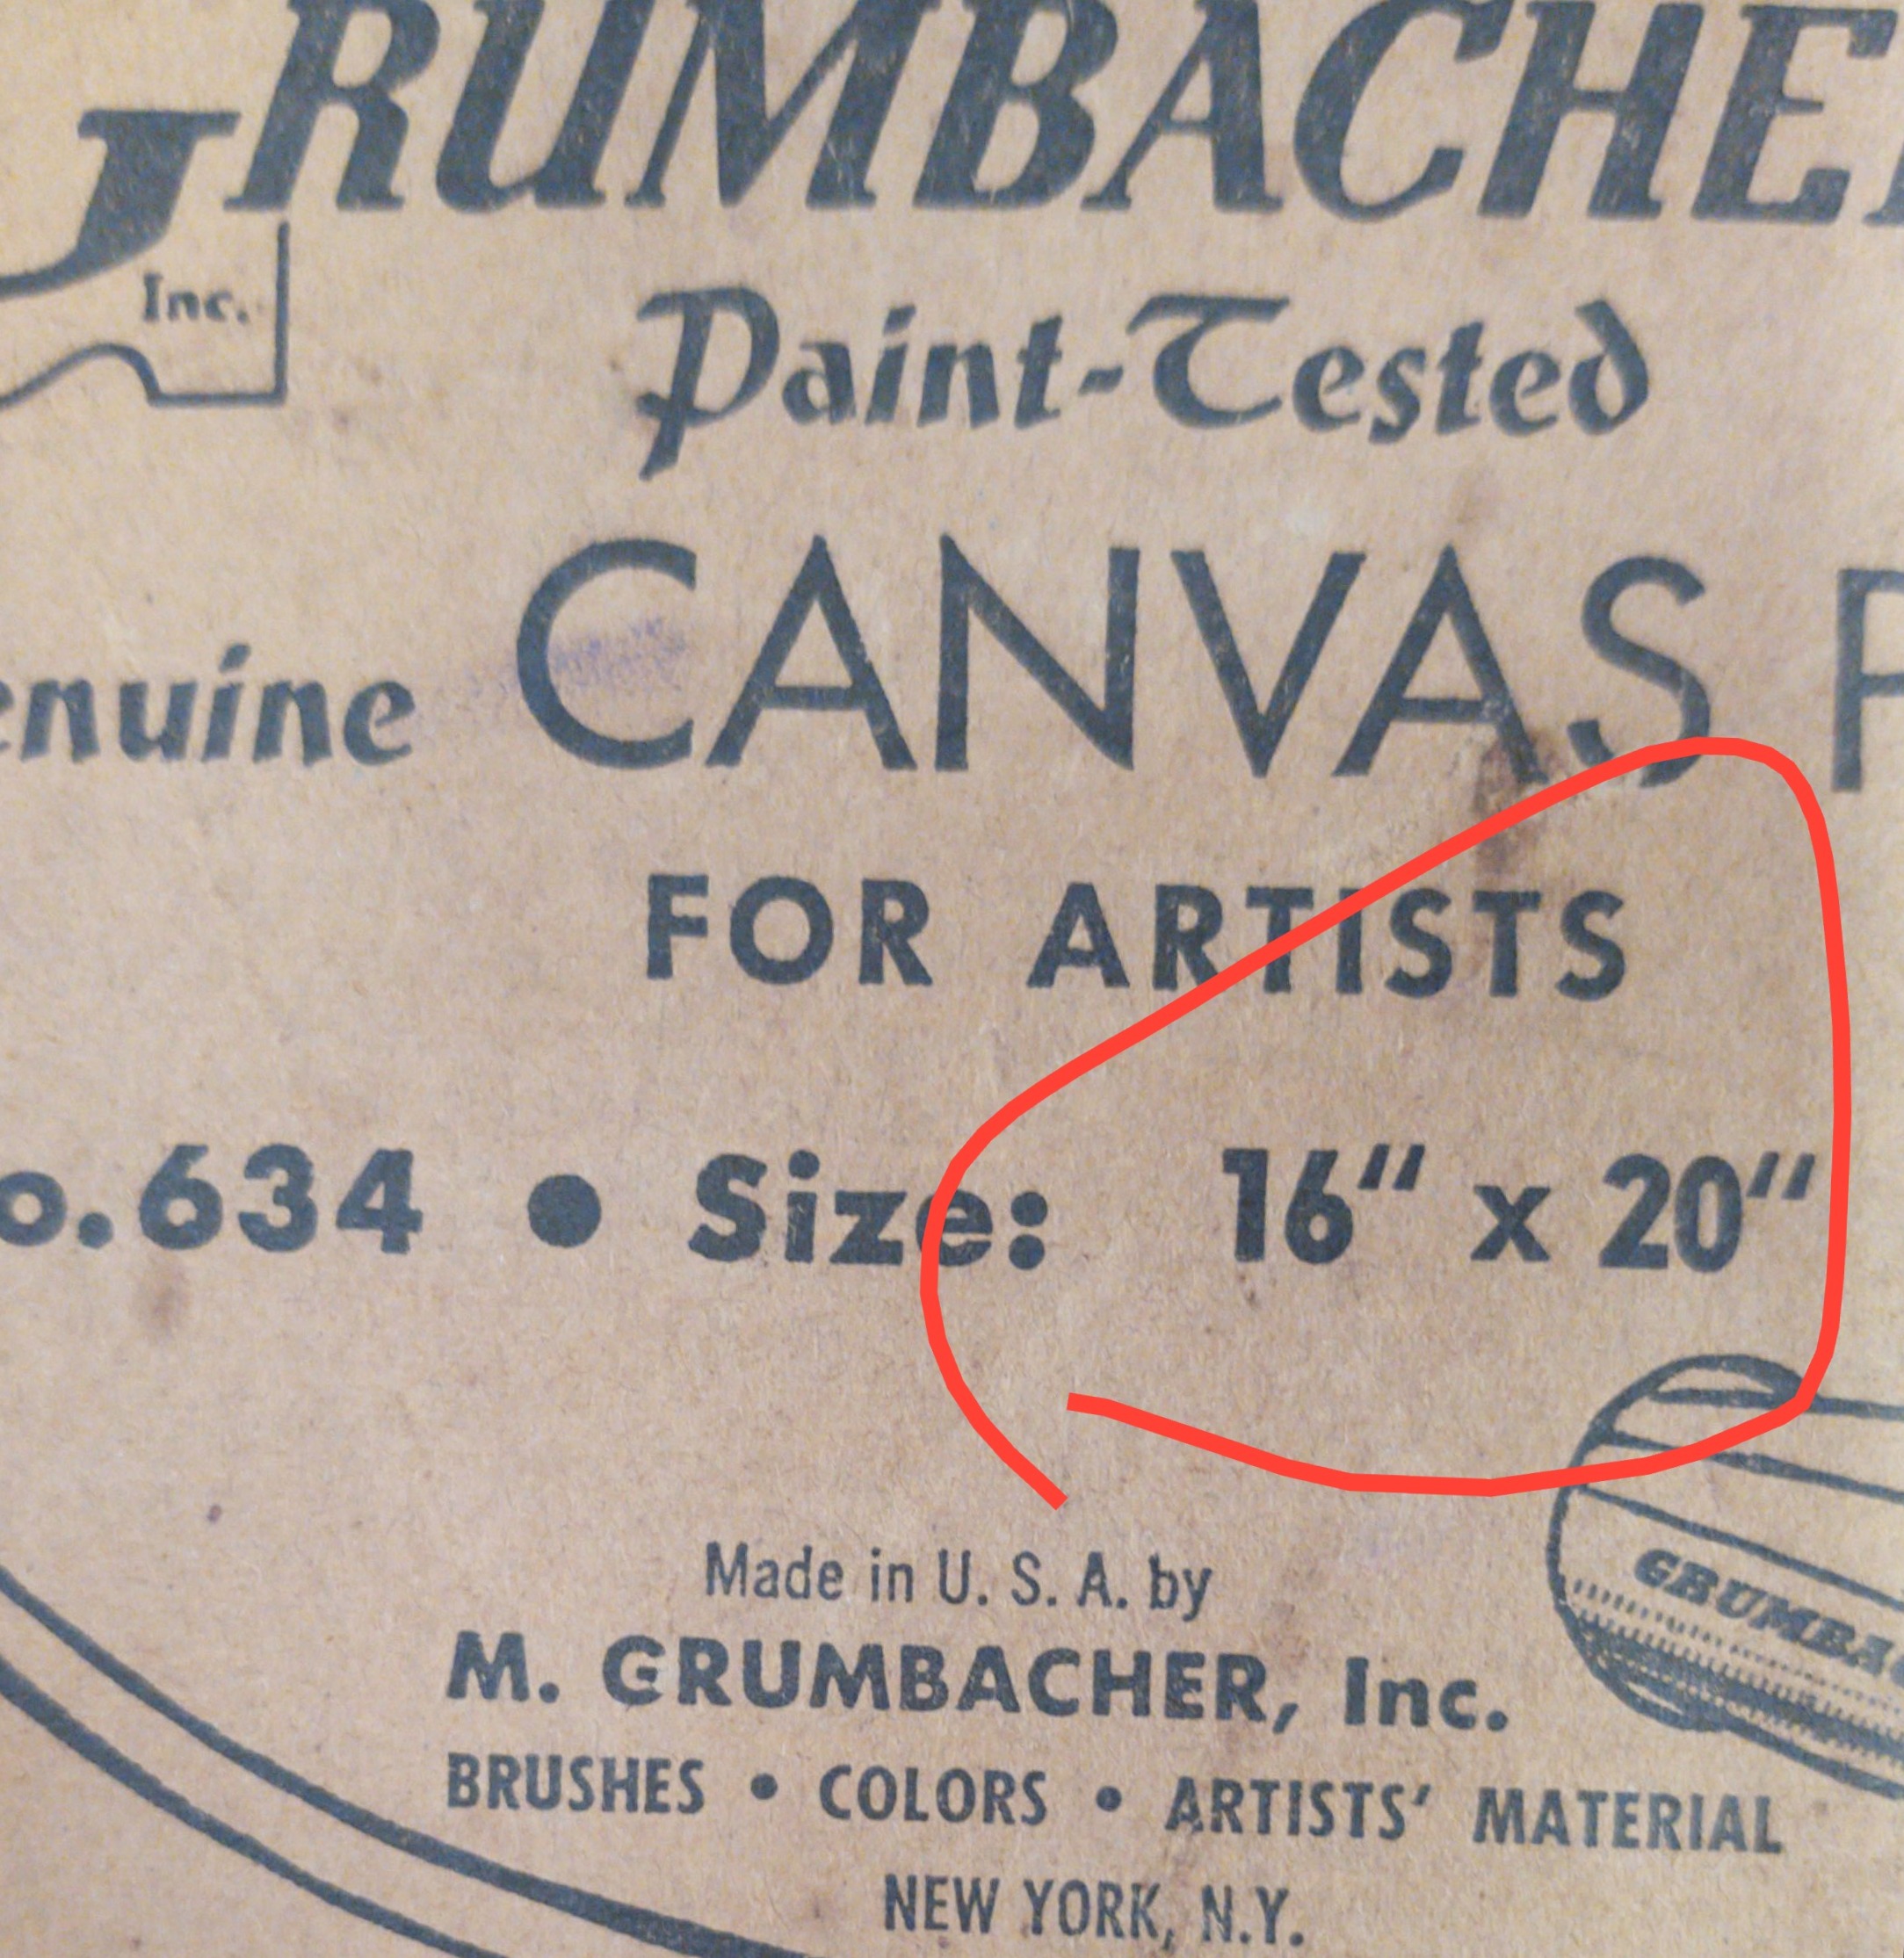 GRUMBACHE
Inc.
Paint-Tested
enuine CANVAS P
FOR ARTISTS
o.634 • Size: 16" x 20"
GRUMBAC
Made in U. S. A. by
M. GRUMBACHER, Inc.
BRUSHES • COLORS • ARTISTS' MATERIAL
NEW YORK, N.Y.